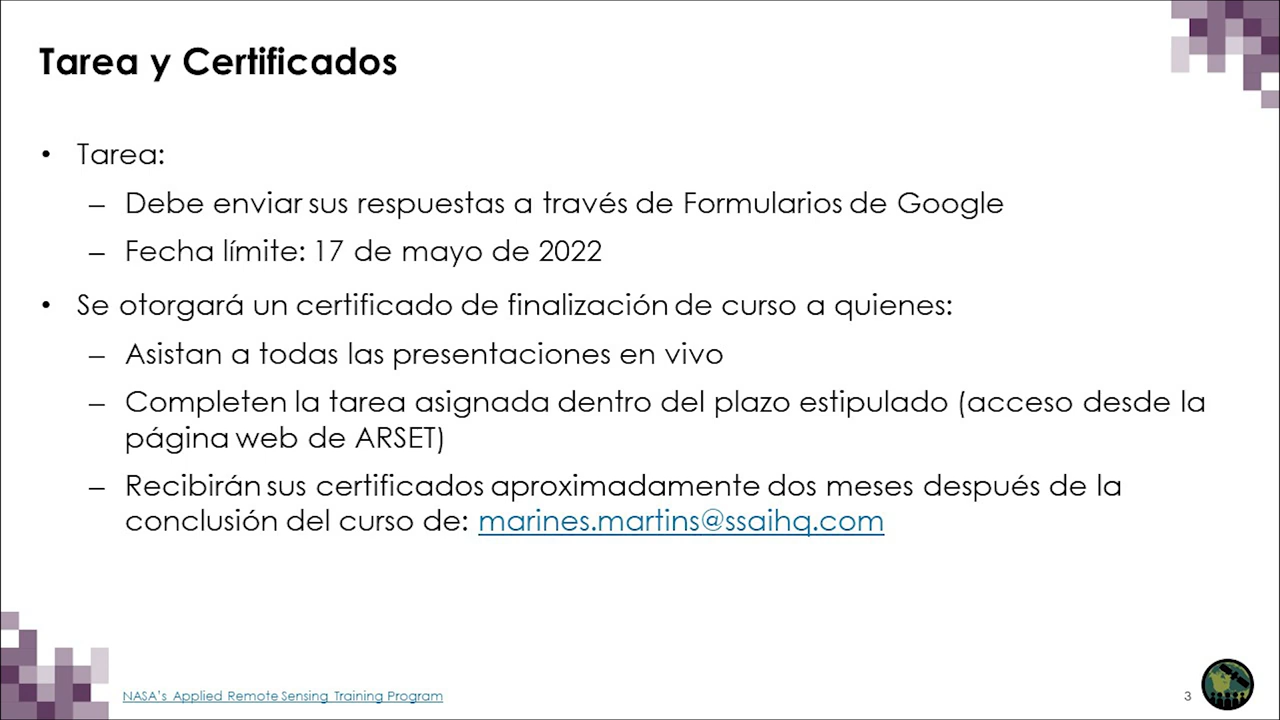 Tarea y Certificados
• Tarea:
– Debe enviar sus respuestas a través de Formularios de Google
– Fecha límite: 17 de mayo de 2022
• Se otorgará un certificado de finalización de curso a quienes:
– Asistan a todas las presentaciones en vivo
– Completen la tarea asignada dentro del plazo estipulado (acceso desde la
página web de ARSET)
– Recibirán sus certificados aproximadamente dos meses después de la
conclusión del curso de: marines.martins@ssaihq.com
NASA's Applied Remote Sensing Training Program
3